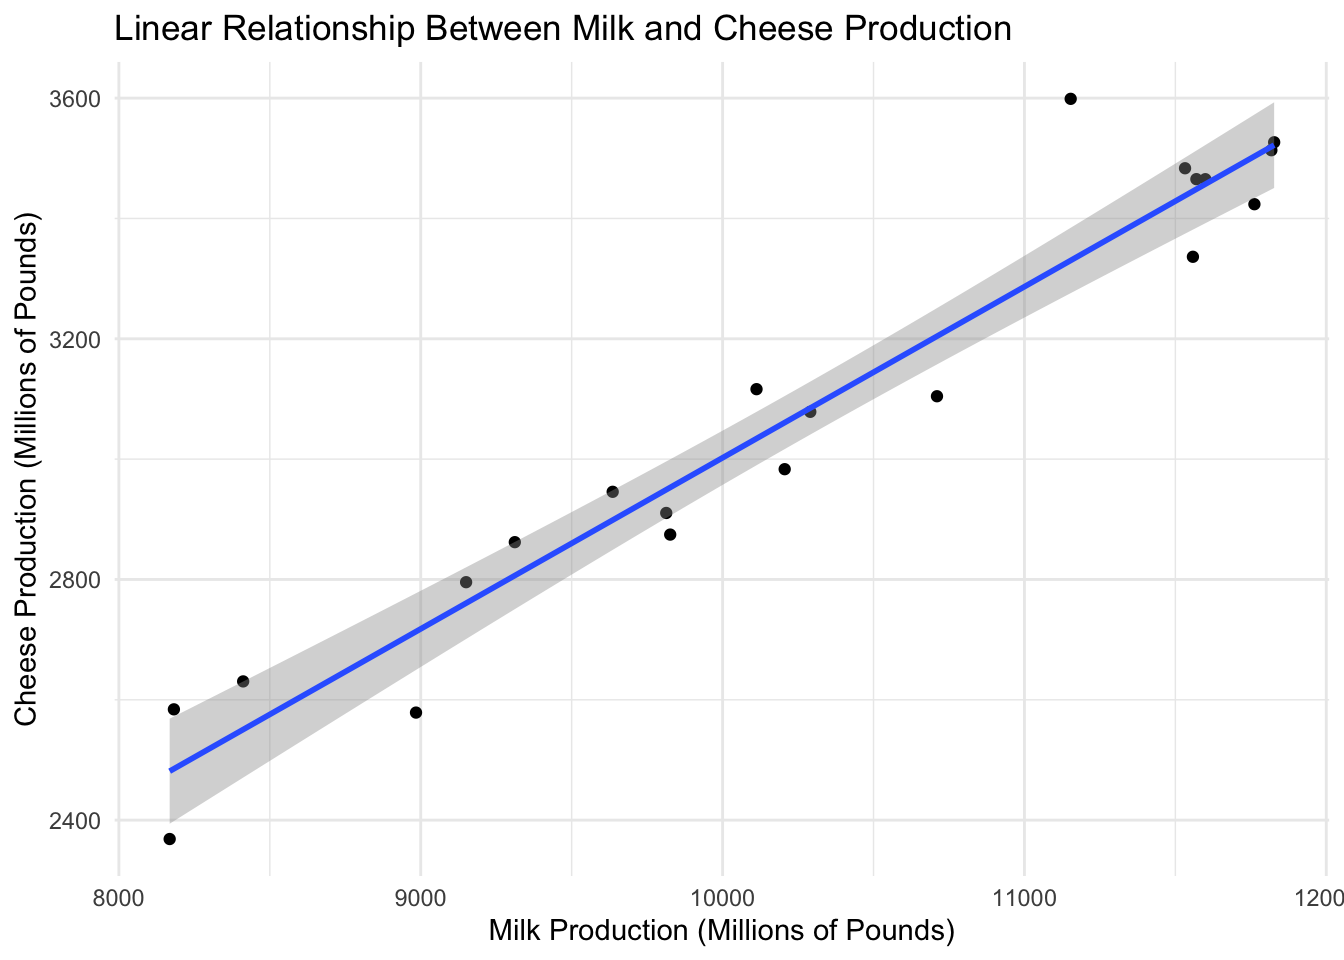 Linear Relationship Between Milk and Cheese Production
3600
3200
2800
2400
Cheese Production (Millions of Pounds)
8000 9000 10000 11000 1200
Milk Production (Millions of Pounds)